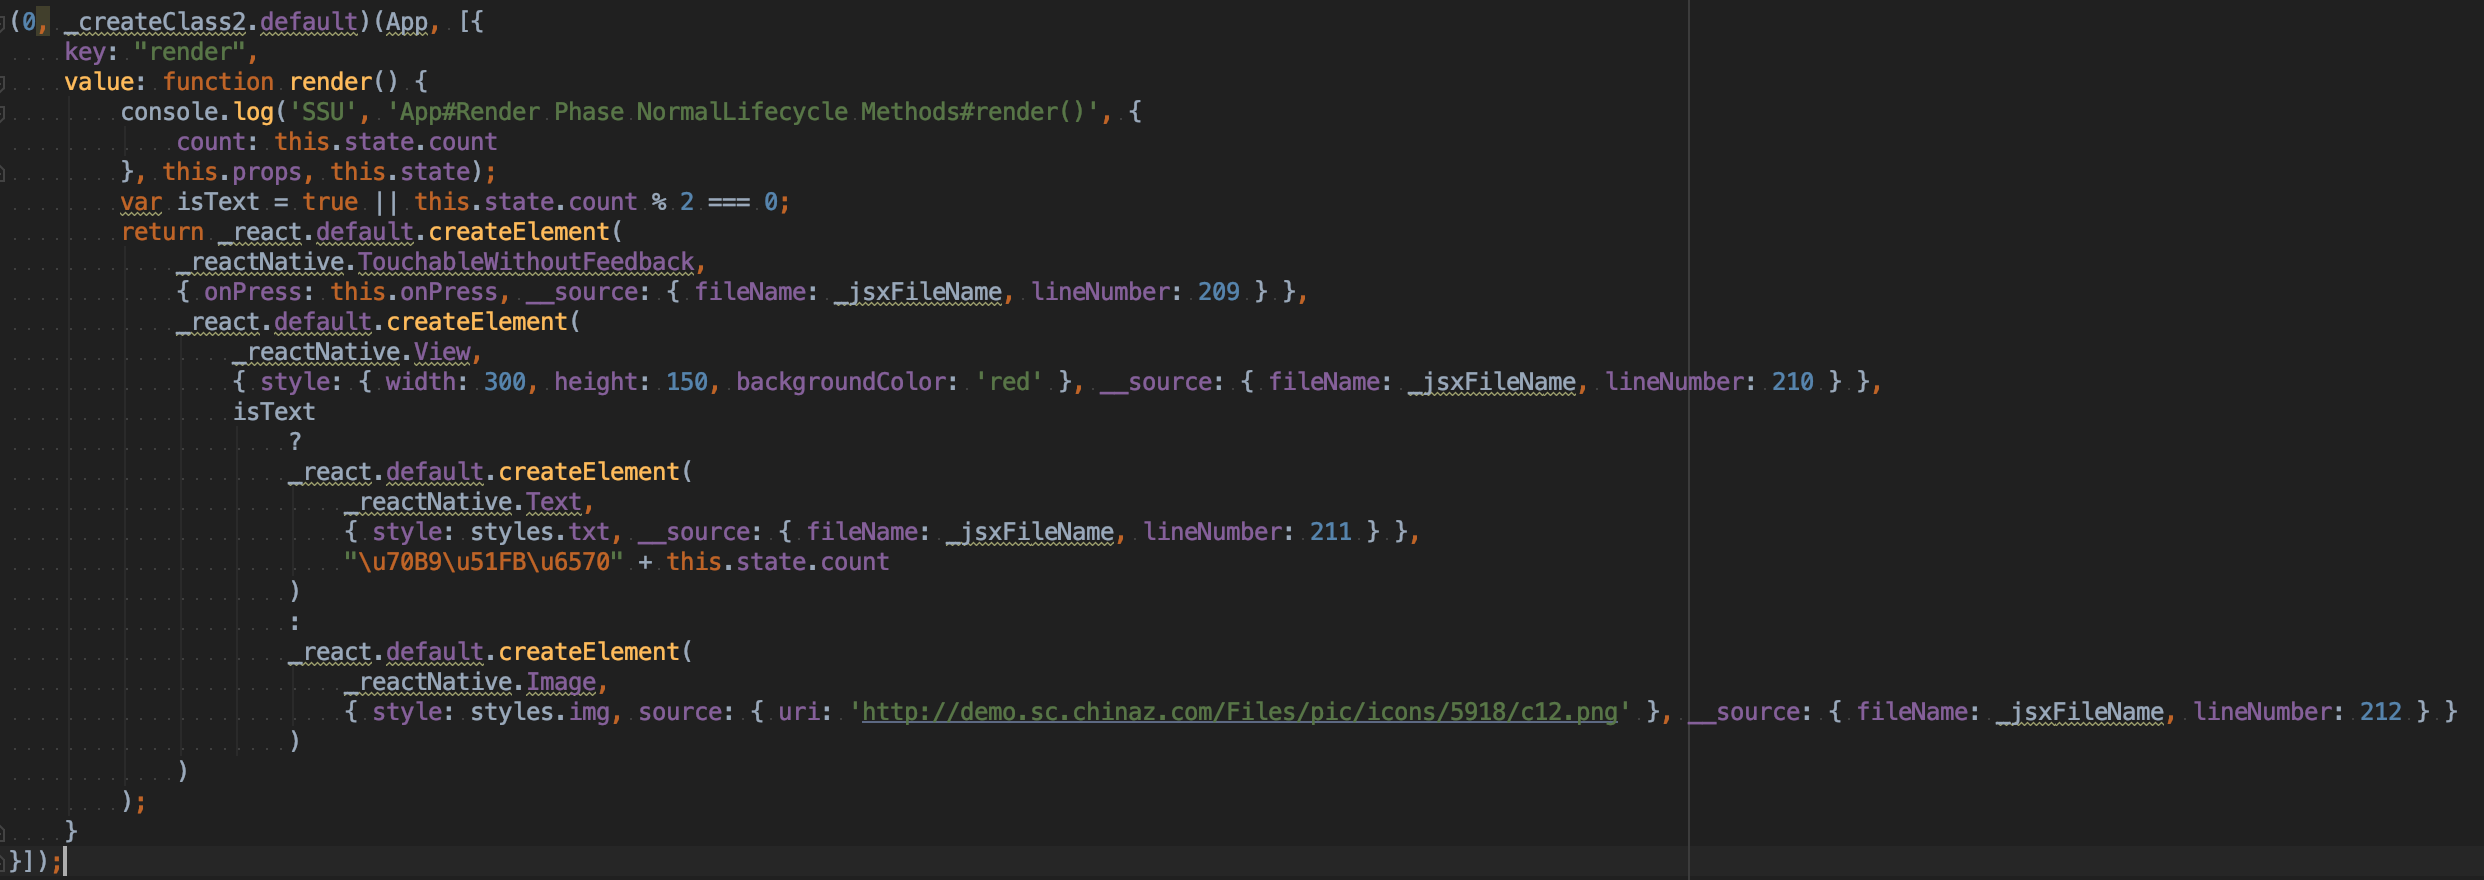 (0, _createClass2.default)(App, [{
    key: "render",
    value: function render() {
        console.log('SSU', 'App#Render Phase NormalLifecycle Methods#render()', {
            count: this.state.count
        }, this.props, this.state);
        var isText = true || this.state.count % 2 === 0;
        return _react.default.createElement(
            _reactNative.TouchableWithoutFeedback,
            { onPress: this.onPress, __source: { fileName: _jsxFileName, lineNumber: 209 } },
            _react.default.createElement(
                _reactNative.View,
                { style: { width: 300, height: 150, backgroundColor: 'red' }, __source: { fileName: _jsxFileName, lineNumber: 210 } },
                isText
                    ?
                    _react.default.createElement(
                        _reactNative.Text,
                        { style: styles.txt, __source: { fileName: _jsxFileName, lineNumber: 211 } },
                        "\u70B9\u51FB\u6570" + this.state.count
                    )
                    :
                    _react.default.createElement(
                        _reactNative.Image,
                        { style: styles.img, source: { uri: 'http://demo.sc.chinaz.com/Files/pic/icons/5918/c12.png' }, __source: { fileName: _jsxFileName, lineNumber: 212 } }
                    )
            )
        );
    }
}]);